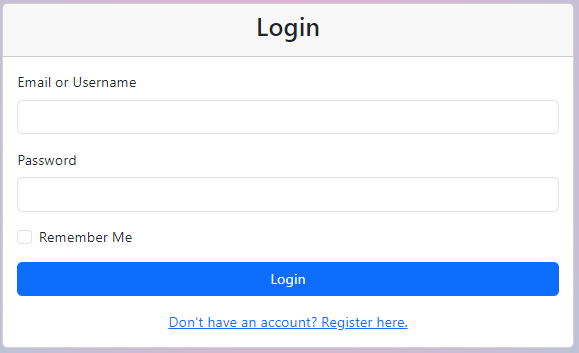 Login
Email or Username
Password
Remember Me
Login
Don't have an account? Register here.